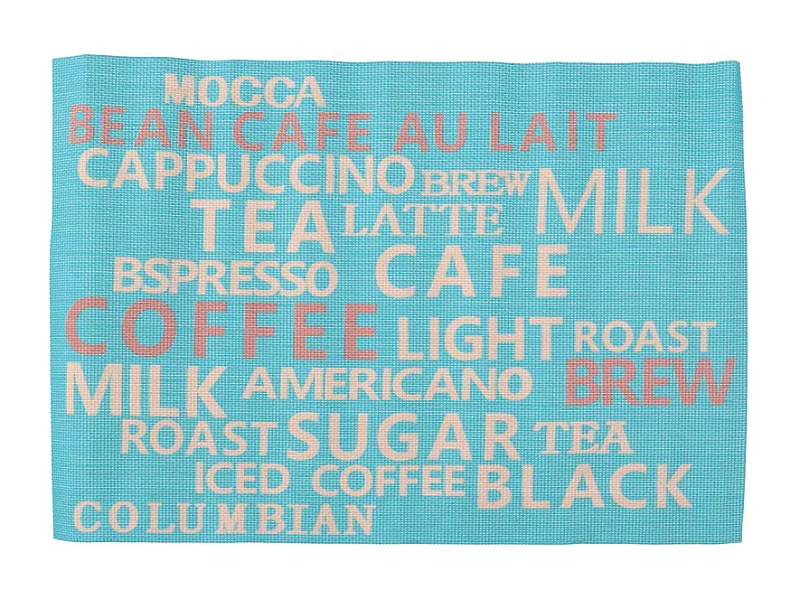 MOCCA
BEAN CAFE AU LAIT
CAPPUCCINO BREW MILK
TEA LATTE
BSPRESSO CAFE
COFFEE LIGHT ROAST
MILK AMERICANO BREW
ROAST SUGAR TEA
ICED COFFEE BLACK
COLUMBIAN